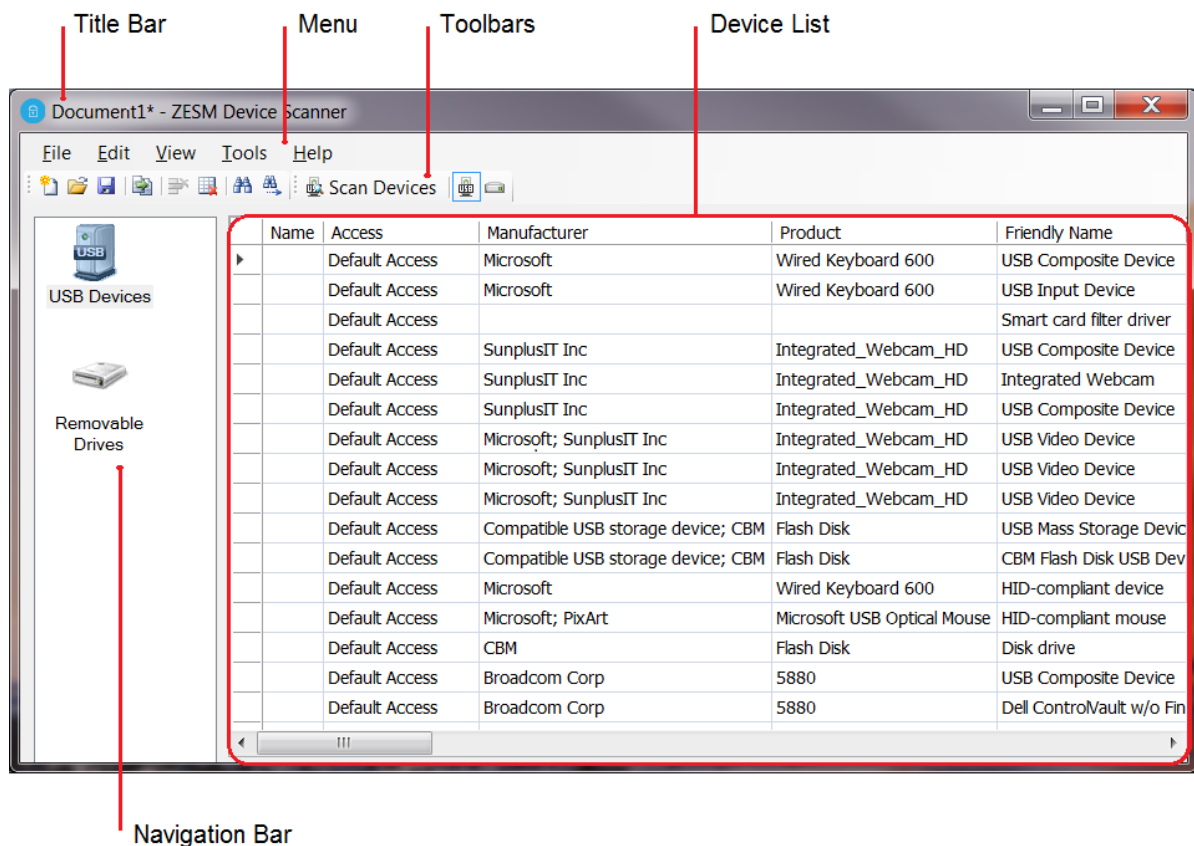 Title Bar Menu Toolbars Device List
Document1* - ZESM Device Scanner
File Edit View Tools Help
Scan Devices
USB
USB Devices
Removable
Drives
Name Access Manufacturer Product Friendly Name
Default Access Microsoft Wired Keyboard 600 USB Composite Device
Default Access Microsoft Wired Keyboard 600 USB Input Device
Default Access Smart card filter driver
Default Access SunplusIT Inc Integrated_Webcam_HD USB Composite Device
Default Access SunplusIT Inc Integrated_Webcam_HD Integrated Webcam
Default Access SunplusIT Inc Integrated_Webcam_HD USB Composite Device
Default Access Microsoft; SunplusIT Inc Integrated_Webcam_HD USB Video Device
Default Access Microsoft; SunplusIT Inc Integrated_Webcam_HD USB Video Device
Default Access Microsoft; SunplusIT Inc Integrated_Webcam_HD USB Video Device
Default Access Compatible USB storage device; CBM Flash Disk USB Mass Storage Devic
Default Access Compatible USB storage device; CBM Flash Disk CBM Flash Disk USB Dev
Default Access Microsoft Wired Keyboard 600 HID-compliant device
Default Access Microsoft; PixArt Microsoft USB Optical Mouse HID-compliant mouse
Default Access CBM Flash Disk Disk drive
Default Access Broadcom Corp 5880 USB Composite Device
Default Access Broadcom Corp 5880 Dell ControlVault w/o Fin
Navigation Bar